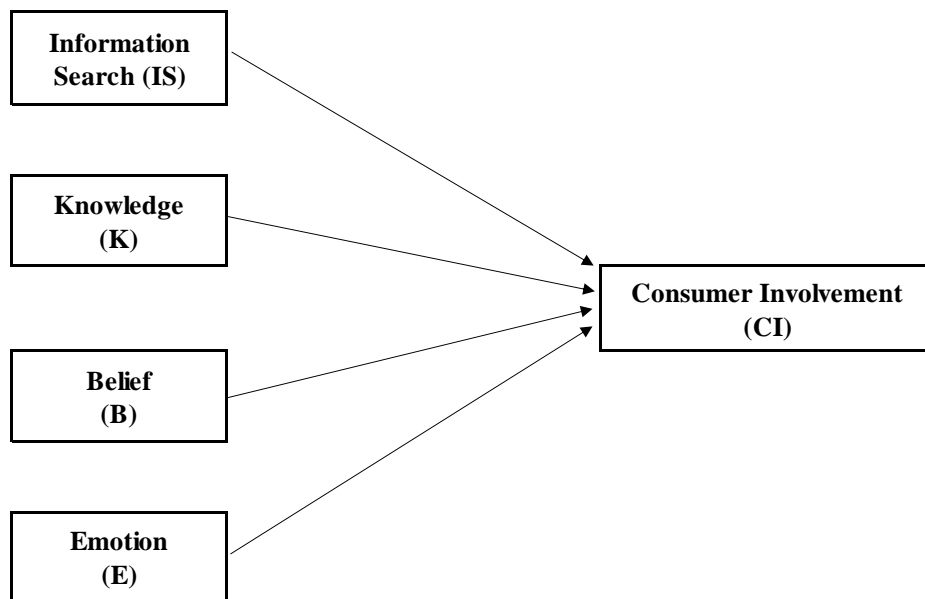 Information
Search (IS)
Knowledge
(K)
Consumer Involvement
(CI)
Belief
(B)
Emotion
(E)